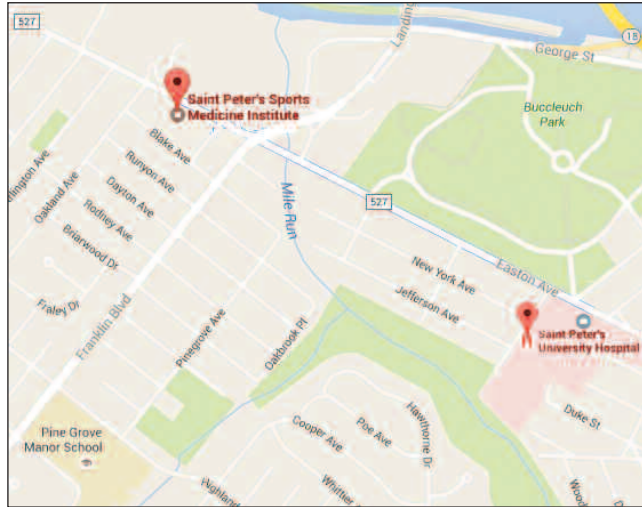 527
18
George St
Landing
Saint Peter's Sports
Medicine Institute
Buccleuch
Park
Blake Ave
Runyon Ave
Dayton Ave
Rodney Ave
Briarwood Dr
Oakland Ave
Fraley Dr
Franklin Blvd
Mile Run
527
Easton Ave
New York Ave
Jefferson Ave
Saint Peter's
University Hospital
Pinegrove Ave
Oakbrook Pl
Duke St
Hawthorne Dr
Poe Ave
Cooper Ave
Pine Grove
Manor School
Highland